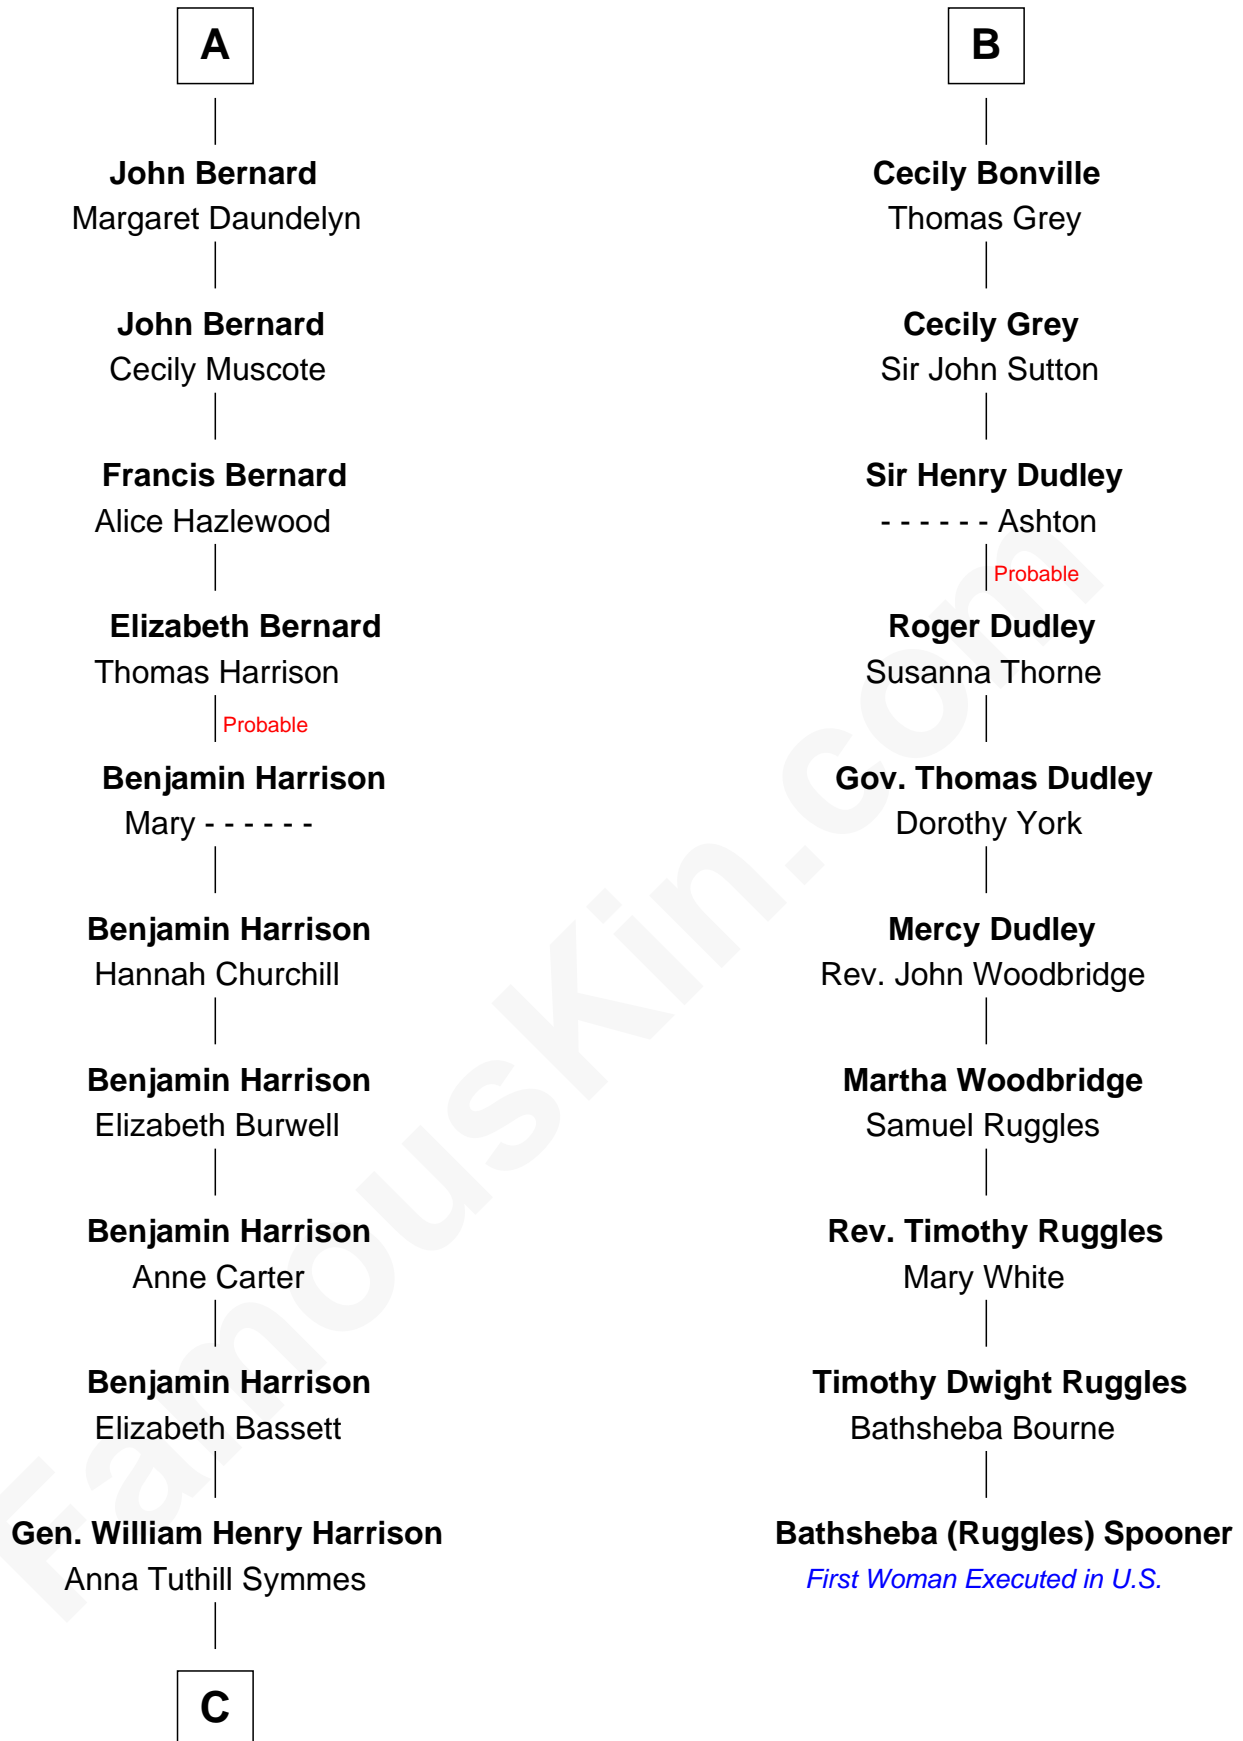 A
John Bernard
Margaret Daundelyn
John Bernard
Cecily Muscote
Francis Bernard
Alice Hazlewood
Elizabeth Bernard
Thomas Harrison
Probable
Benjamin Harrison
Mary - - - - - -
Benjamin Harrison
Hannah Churchill
Benjamin Harrison
Elizabeth Burwell
Benjamin Harrison
Anne Carter
Benjamin Harrison
Elizabeth Bassett
Gen. William Henry Harrison
Anna Tuthill Symmes
C
B
Cecily Bonville
Thomas Grey
Cecily Grey
Sir John Sutton
Sir Henry Dudley
- - - - - - Ashton
Probable
Roger Dudley
Susanna Thorne
Gov. Thomas Dudley
Dorothy York
Mercy Dudley
Rev. John Woodbridge
Martha Woodbridge
Samuel Ruggles
Rev. Timothy Ruggles
Mary White
Timothy Dwight Ruggles
Bathsheba Bourne
Bathsheba (Ruggles) Spooner
First Woman Executed in U.S.
FamousKin.com